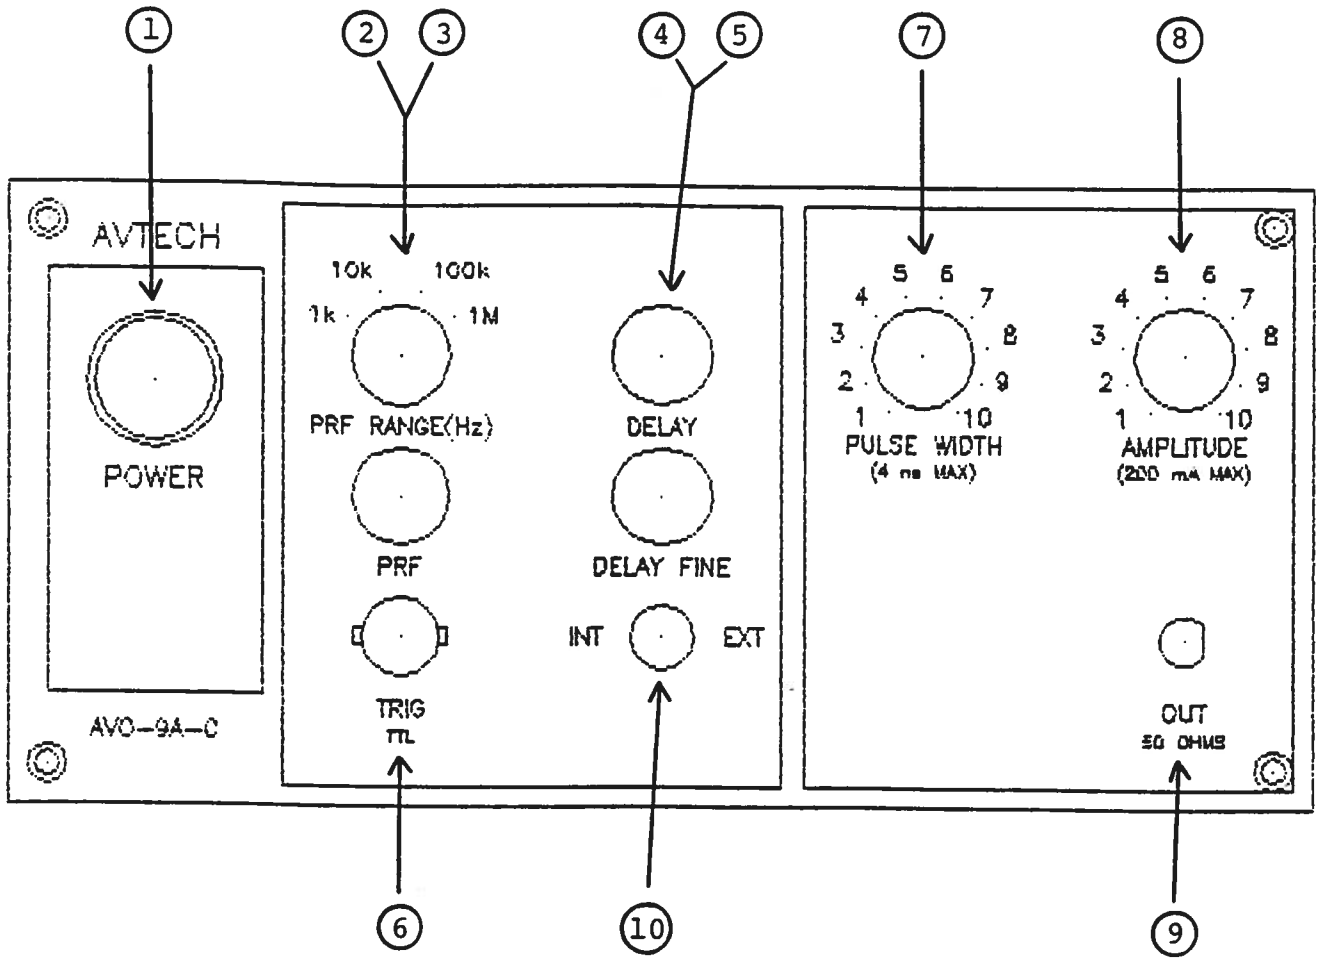 1 2 3 4 5 7 8
AVTECH
POWER
AVO-9A-C
1k 10k 100k 1M
PRF RANGE(Hz)
PRF
TRIG
TTL
DELAY
DELAY FINE
INT EXT
1 2 3 4 5 6 7 8 9 10
PULSE WIDTH
(4 ns MAX)
1 2 3 4 5 6 7 8 9 10
AMPLITUDE
(200 mA MAX)
OUT
50 OHMS
6 10 9